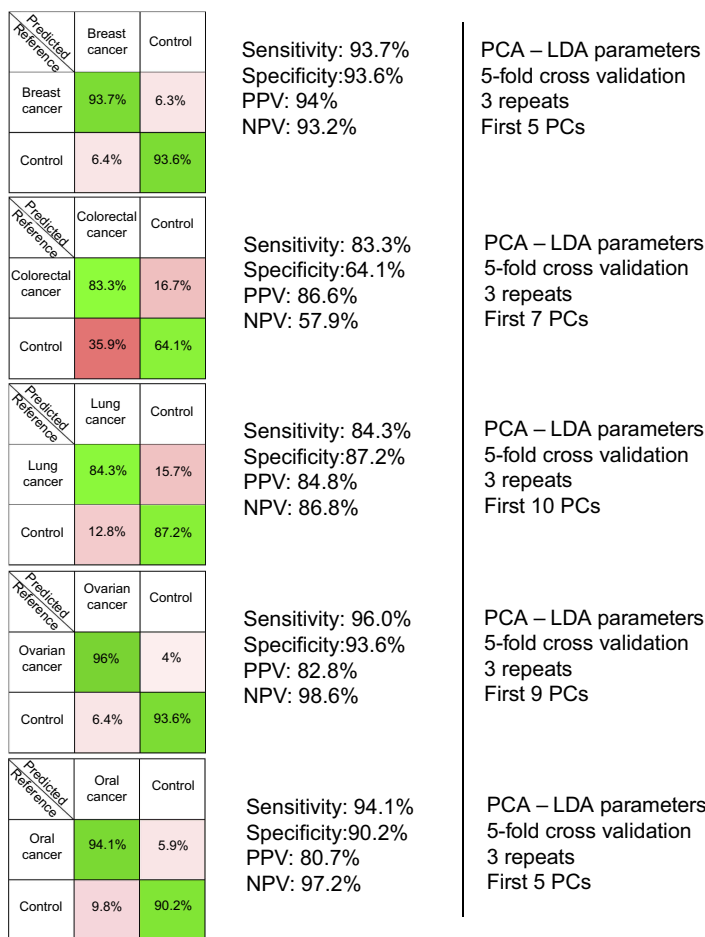 Predicted
Reference
Breast
cancer
Control
Breast
cancer
93.7%
6.3%
Control
6.4%
93.6%
Sensitivity: 93.7%
Specificity:93.6%
PPV: 94%
NPV: 93.2%
PCA – LDA parameters
5-fold cross validation
3 repeats
First 5 PCs
Predicted
Reference
Colorectal
cancer
Control
Colorectal
cancer
83.3%
16.7%
Control
35.9%
64.1%
Sensitivity: 83.3%
Specificity:64.1%
PPV: 86.6%
NPV: 57.9%
PCA – LDA parameters
5-fold cross validation
3 repeats
First 7 PCs
Predicted
Reference
Lung
cancer
Control
Lung
cancer
84.3%
15.7%
Control
12.8%
87.2%
Sensitivity: 84.3%
Specificity:87.2%
PPV: 84.8%
NPV: 86.8%
PCA – LDA parameters
5-fold cross validation
3 repeats
First 10 PCs
Predicted
Reference
Ovarian
cancer
Control
Ovarian
cancer
96%
4%
Control
6.4%
93.6%
Sensitivity: 96.0%
Specificity:93.6%
PPV: 82.8%
NPV: 98.6%
PCA – LDA parameters
5-fold cross validation
3 repeats
First 9 PCs
Predicted
Reference
Oral
cancer
Control
Oral
cancer
94.1%
5.9%
Control
9.8%
90.2%
Sensitivity: 94.1%
Specificity:90.2%
PPV: 80.7%
NPV: 97.2%
PCA – LDA parameters
5-fold cross validation
3 repeats
First 5 PCs